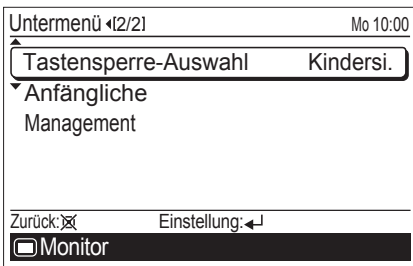 Untermenü [2/2] Mo 10:00
Tastensperre-Auswahl Kindersi.
Anfängliche
Management
Zurück: Einstellung:
Monitor